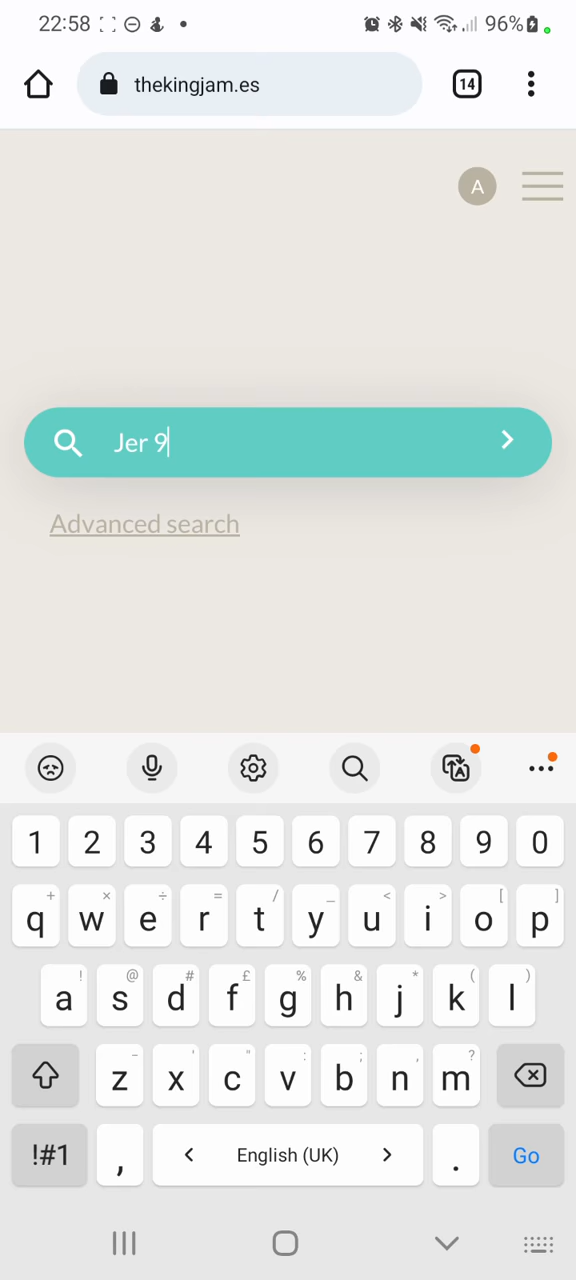 22:58 96%
thekingjam.es 14
A
Jer 9
Advanced search
1 2 3 4 5 6 7 8 9 0
+ × ÷ = / _ < > [ ]
q w e r t y u i o p
! @ # £ % & * ( )
a s d f g h j k l
- ' " : ; , ?
z x c v b n m
!#1 , < English (UK) > . Go